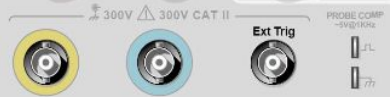 300V ⚠ 300V CAT II
Ext Trig
PROBE COMP
~5V@1KHz